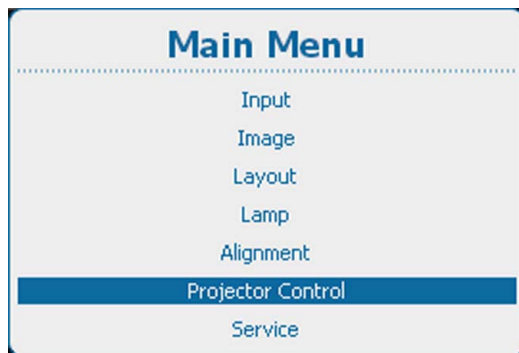 Main Menu
Input
Image
Layout
Lamp
Alignment
Projector Control
Service